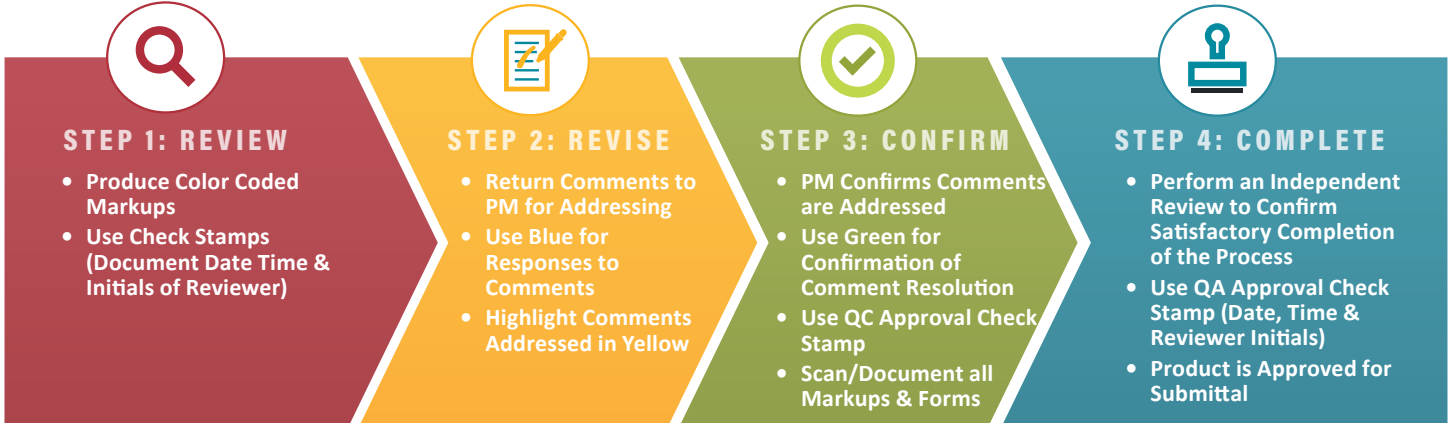 STEP 1: REVIEW
• Produce Color Coded
Markups
• Use Check Stamps
(Document Date Time &
Initials of Reviewer)
STEP 2: REVISE
• Return Comments to
PM for Addressing
• Use Blue for
Responses to
Comments
• Highlight Comments
Addressed in Yellow
STEP 3: CONFIRM
• PM Confirms Comments
are Addressed
• Use Green for
Confirmation of
Comment Resolution
• Use QC Approval Check
Stamp
• Scan/Document all
Markups & Forms
STEP 4: COMPLETE
• Perform an Independent
Review to Confirm
Satisfactory Completion
of the Process
• Use QA Approval Check
Stamp (Date, Time &
Reviewer Initials)
• Product is Approved for
Submittal